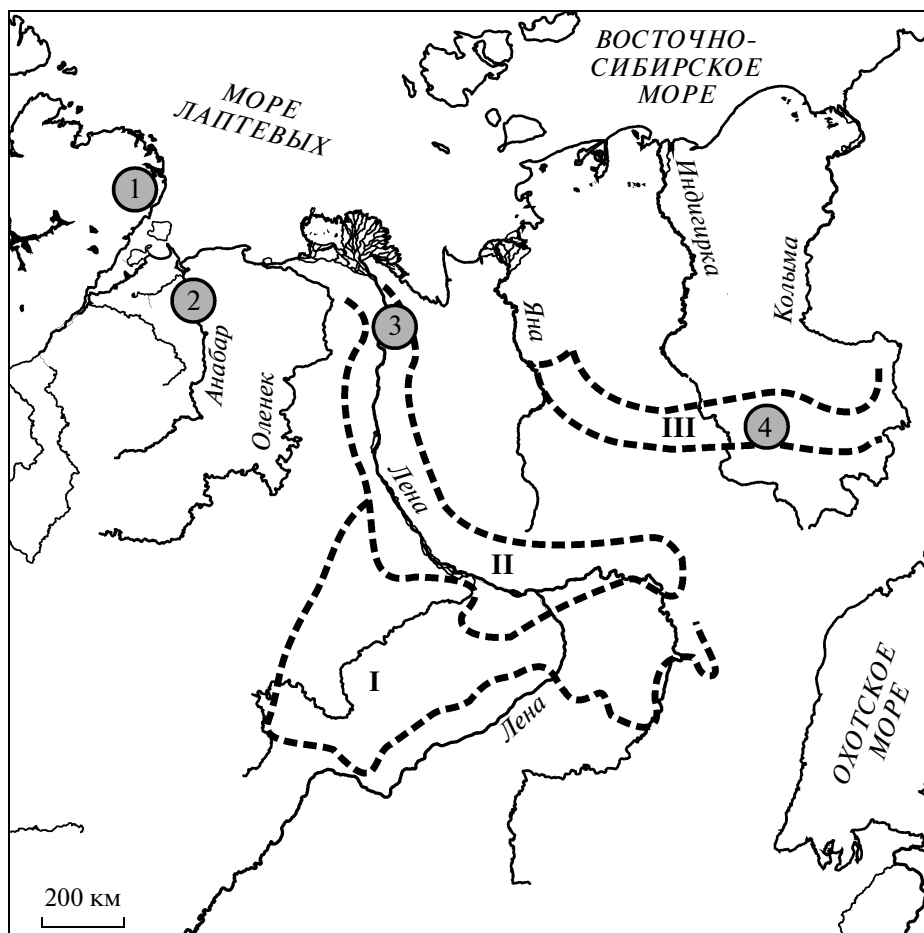 ВОСТОЧНО-
СИБИРСКОЕ
МОРЕ
МОРЕ
ЛАПТЕВЫХ
1
Индигирка
Колыма
2
3
Яна
Анабар
Оленек
III
4
Лена
II
I
Лена
ОХОТСКОЕ
МОРЕ
200 км